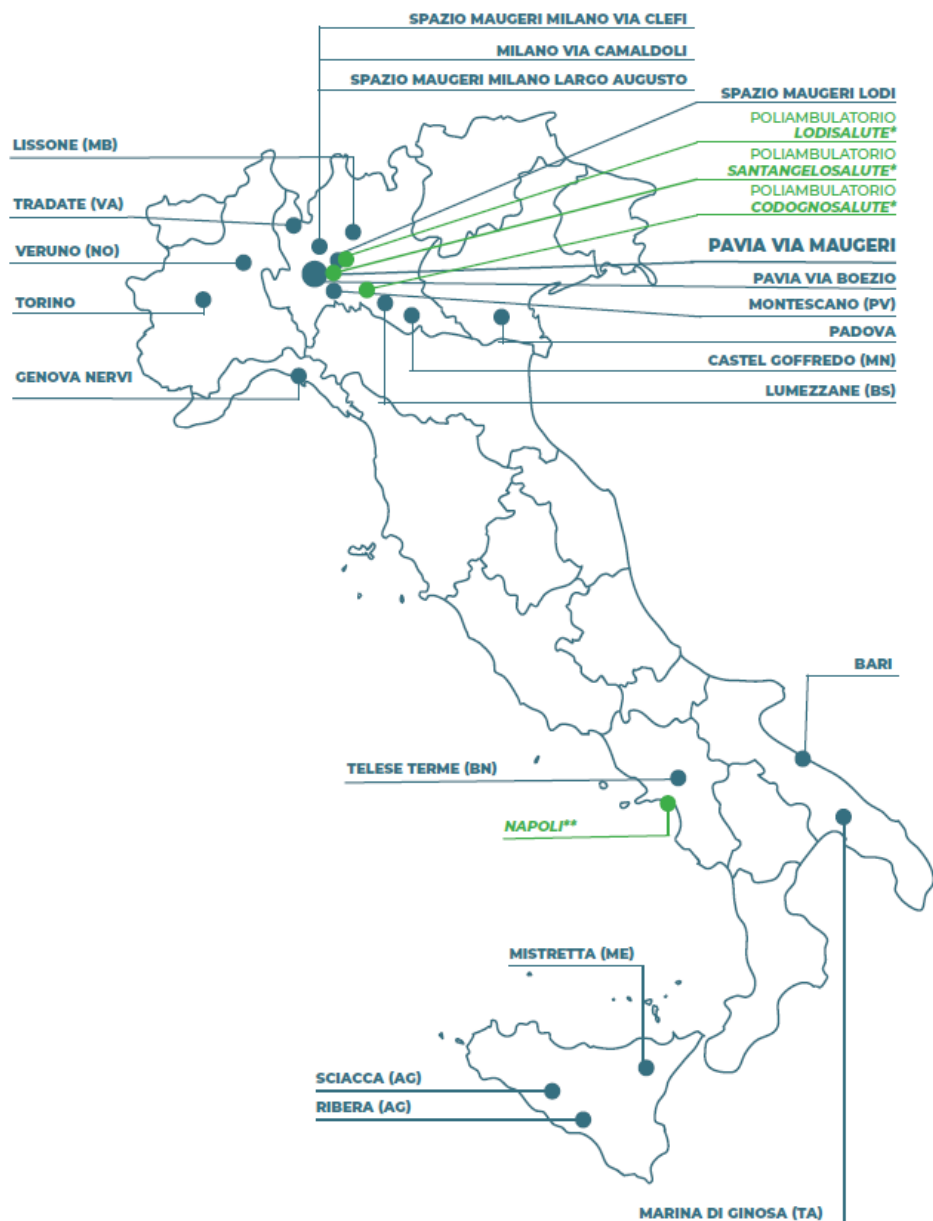 SPAZIO MAUGERI MILANO VIA CLEFI
MILANO VIA CAMALDOLI
SPAZIO MAUGERI MILANO LARGO AUGUSTO
SPAZIO MAUGERI LODI
POLIAMBULATORIO
LODISALUTE*
POLIAMBULATORIO
SANTANGELOSALUTE*
POLIAMBULATORIO
CODOGNOSALUTE*
LISSONE (MB)
TRADATE (VA)
VERUNO (NO)
TORINO
GENOVA NERVI
PAVIA VIA MAUGERI
PAVIA VIA BOEZIO
MONTESCANO (PV)
PADOVA
CASTEL GOFFREDO (MN)
LUMEZZANE (BS)
BARI
TELESE TERME (BN)
NAPOLI**
MISTRETTA (ME)
SCIACCA (AG)
RIBERA (AG)
MARINA DI GINOSA (TA)